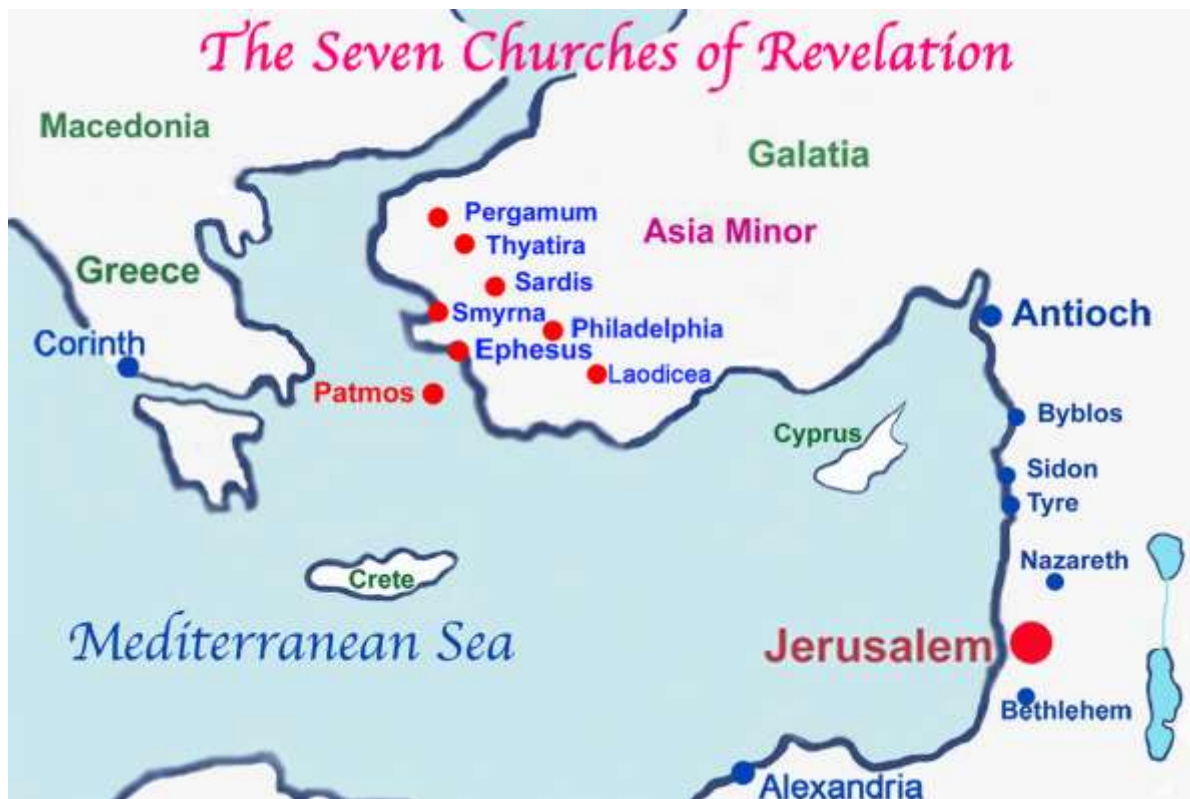 The Seven Churches of Revelation
Macedonia
Galatia
Pergamum
Asia Minor
Thyatira
Greece
Sardis
Smyrna
Antioch
Philadelphia
Corinth
Ephesus
Laodicea
Patmos
Byblos
Cyprus
Sidon
Tyre
Nazareth
Crete
Mediterranean Sea
Jerusalem
Bethlehem
Alexandria